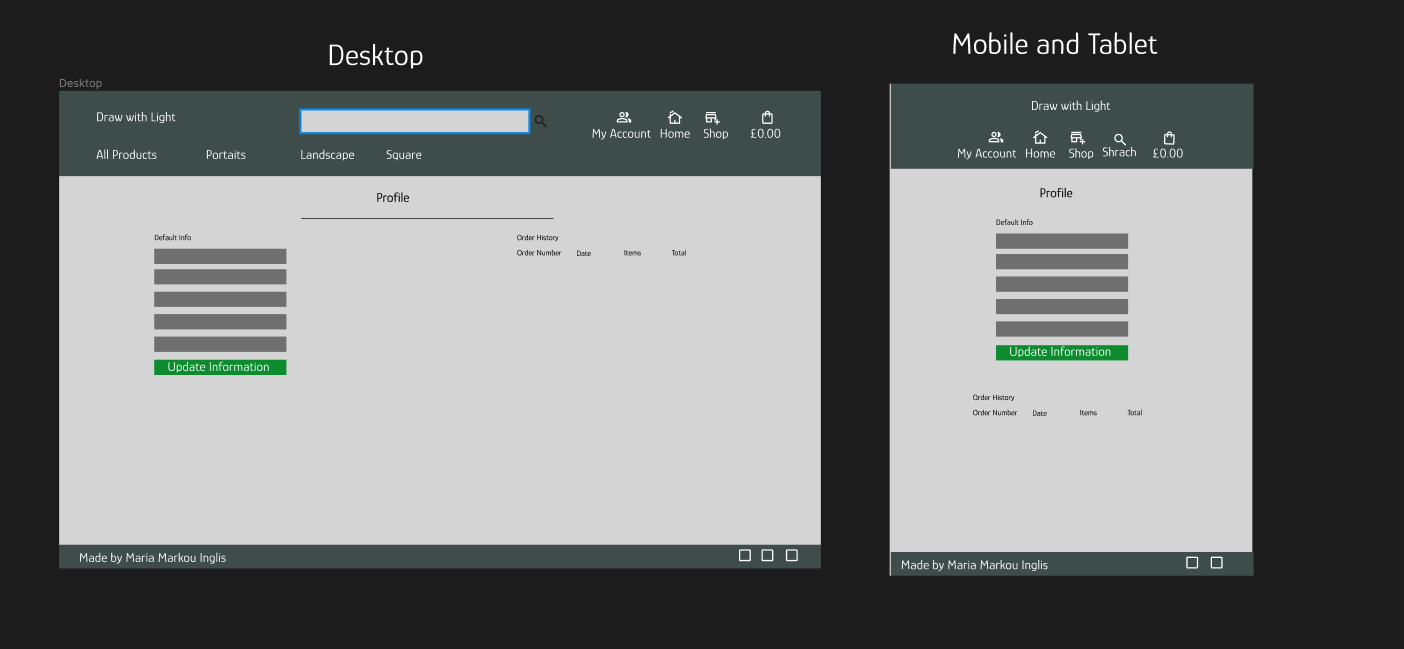 Desktop
Desktop
Draw with Light
My Account Home Shop £0.00
All Products Portaits Landscape Square
Profile
Default Info
Update Information
Order History
Order Number Date Items Total
Made by Maria Markou Inglis
Mobile and Tablet
Draw with Light
My Account Home Shop Shrach £0.00
Profile
Default Info
Update Information
Order History
Order Number Date Items Total
Made by Maria Markou Inglis